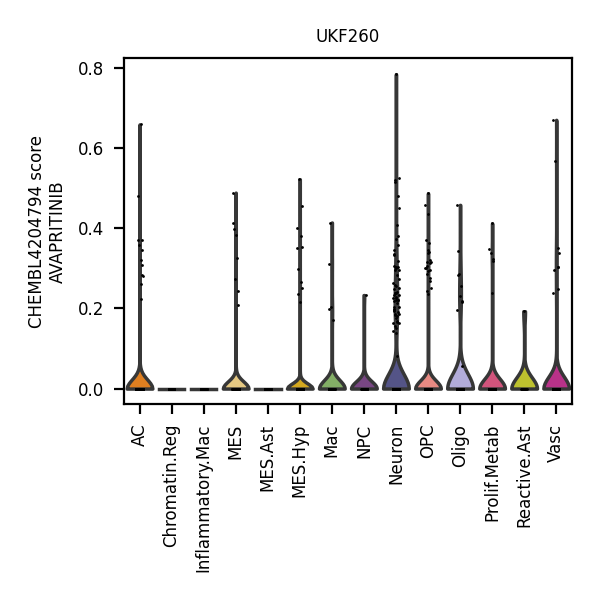 UKF260
CHEMBL4204794 score
AVAPRITINIB
0.8
0.6
0.4
0.2
0.0
AC
Chromatin.Reg
Inflammatory.Mac
MES
MES.Ast
MES.Hyp
Mac
NPC
Neuron
OPC
Oligo
Prolif.Metab
Reactive.Ast
Vasc